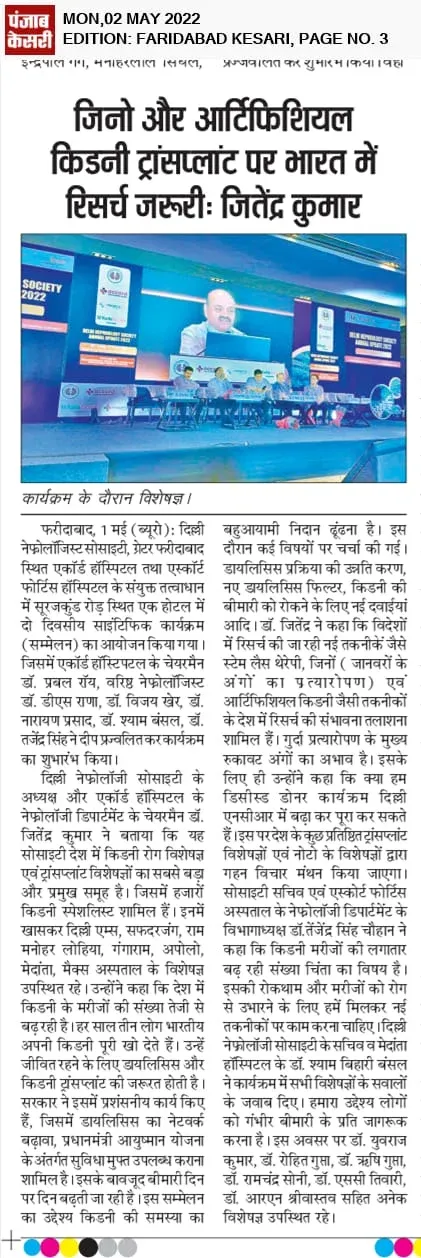 पंजाब
केसरी
MON,02 MAY 2022
EDITION: FARIDABAD KESARI, PAGE NO. 3
जिनो और आर्टिफिशियल
किडनी ट्रांसप्लांट पर भारत में
रिसर्च जरूरीः जितेंद्र कुमार
SOCIETY
2022
DELHI NEPHROLOGY SOCIETY
ANNUAL UPDATE 2022
कार्यक्रम के दौरान विशेषज्ञ।
फरीदाबाद, 1 मई (ब्यूरो): दिल्ली
नेफ्रोलॉजिस्ट सोसाइटी, ग्रेटर फरीदाबाद
स्थित एकॉर्ड हॉस्पिटल तथा एस्कॉर्ट
फोर्टिस हॉस्पिटल के संयुक्त तत्वाधान
में सूरजकुंड रोड़ स्थित एक होटल में
दो दिवसीय साइंटिफिक कार्यक्रम
(सम्मेलन) का आयोजन किया गया।
जिसमें एकॉर्ड हॉस्टिपटल के चेयरमैन
डॉ. प्रबल रॉय, वरिष्ठ नेफ्रोलॉजिस्ट
डॉ. डीएस राणा, डॉ. विजय खेर, डॉ.
नारायण प्रसाद, डॉ. श्याम बंसल, डॉ.
तजेंद्र सिंह ने दीप प्रज्वलित कर कार्यक्रम
का शुभारंभ किया।
दिल्ली नेफ्रोलॉजी सोसाइटी के
अध्यक्ष और एकॉर्ड हॉस्पिटल के
नेफ्रोलॉजी डिपार्टमेंट के चेयरमैन डॉ.
जितेंद्र कुमार ने बताया कि यह
सोसाइटी देश में किडनी रोग विशेषज्ञ
एवं ट्रांसप्लांट विशेषज्ञों का सबसे बड़ा
और प्रमुख समूह है। जिसमें हजारों
किडनी स्पेशलिस्ट शामिल हैं। इनमें
खासकर दिल्ली एम्स, सफदरजंग, राम
मनोहर लोहिया, गंगाराम, अपोलो,
मेदांता, मैक्स अस्पताल के विशेषज्ञ
उपस्थित रहे। उन्होंने कहा कि देश में
किडनी के मरीजों की संख्या तेजी से
बढ़ रही है। हर साल तीन लोग भारतीय
अपनी किडनी पूरी खो देते हैं। उन्हें
जीवित रहने के लिए डायलिसिस और
किडनी ट्रांसप्लांट की जरूरत होती है।
सरकार ने इसमें प्रशंसनीय कार्य किए
हैं, जिसमें डायलिसिस का नेटवर्क
बढ़ावा, प्रधानमंत्री आयुष्मान योजना
के अंतर्गत सुविधा मुफ्त उपलब्ध कराना
शामिल है। इसके बावजूद बीमारी दिन
पर दिन बढ़ती जा रही है। इस सम्मेलन
का उद्देश्य किडनी की समस्या का
बहुआयामी निदान ढूंढना है। इस
दौरान कई विषयों पर चर्चा की गई।
डायलिसिस प्रक्रिया की उन्नति करण,
नए डायलिसिस फिल्टर, किडनी की
बीमारी को रोकने के लिए नई दवाइयां
आदि। डॉ. जितेंद्र ने कहा कि विदेशों
में रिसर्च की जा रही नई तकनीकें जैसे
स्टेम लैस थेरेपी, जिनों ( जानवरों के
अंगों का प्रत्यारोपण) एवं
आर्टिफिशियल किडनी जैसी तकनीकों
के देश में रिसर्च की संभावना तलाशना
शामिल हैं। गुर्दा प्रत्यारोपण के मुख्य
रुकावट अंगों का अभाव है। इसके
लिए ही उन्होंने कहा कि क्या हम
डिसीस्ड डोनर कार्यक्रम दिल्ली
एनसीआर में बढ़ा कर पूरा कर सकते
हैं। इस पर देश के कुछ प्रतिष्ठित ट्रांसप्लांट
विशेषज्ञों एवं नोटो के विशेषज्ञों द्वारा
गहन विचार मंथन किया जाएगा।
सोसाइटी सचिव एवं एस्कोर्ट फोर्टिस
अस्पताल के नेफ्रोलॉजी डिपार्टमेंट के
विभागाध्यक्ष डॉ.तेंजेंद्र सिंह चौहान ने
कहा कि किडनी मरीजों की लगातार
बढ़ रही संख्या चिंता का विषय है।
इसकी रोकथाम और मरीजों को रोग
से उभारने के लिए हमें मिलकर नई
तकनीकों पर काम करना चाहिए। दिल्ली
नेफ्रोलॉजी सोसाइटी के सचिव व मेदांता
हॉस्पिटल के डॉ. श्याम बिहारी बंसल
ने कार्यक्रम में सभी विशेषज्ञों के सवालों
के जवाब दिए। हमारा उद्देश्य लोगों
को गंभीर बीमारी के प्रति जागरूक
करना है। इस अवसर पर डॉ. युवराज
कुमार, डॉ. रोहित गुप्ता, डॉ. ऋषि गुप्ता,
डॉ. रामचंद्र सोनी, डॉ. एससी तिवारी,
डॉ. आरएन श्रीवास्तव सहित अनेक
विशेषज्ञ उपस्थित रहे।